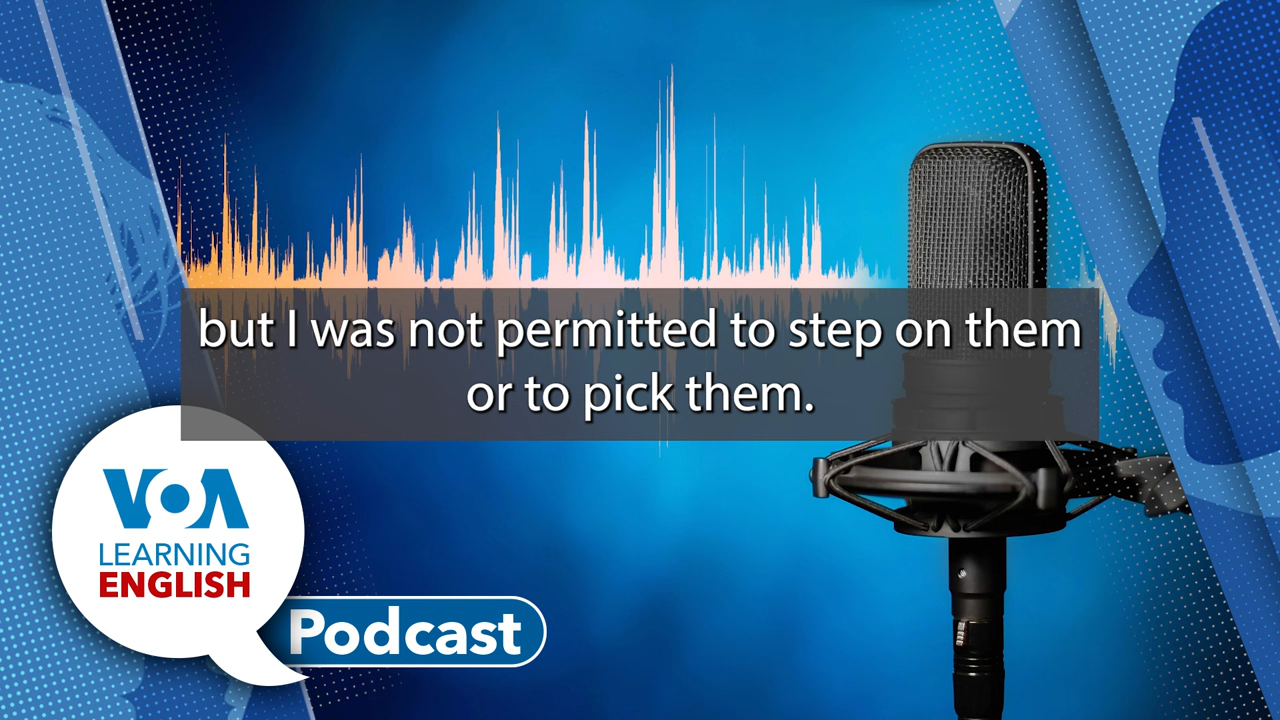 but I was not permitted to step on them
or to pick them.
VOA
LEARNING
ENGLISH
Podcast